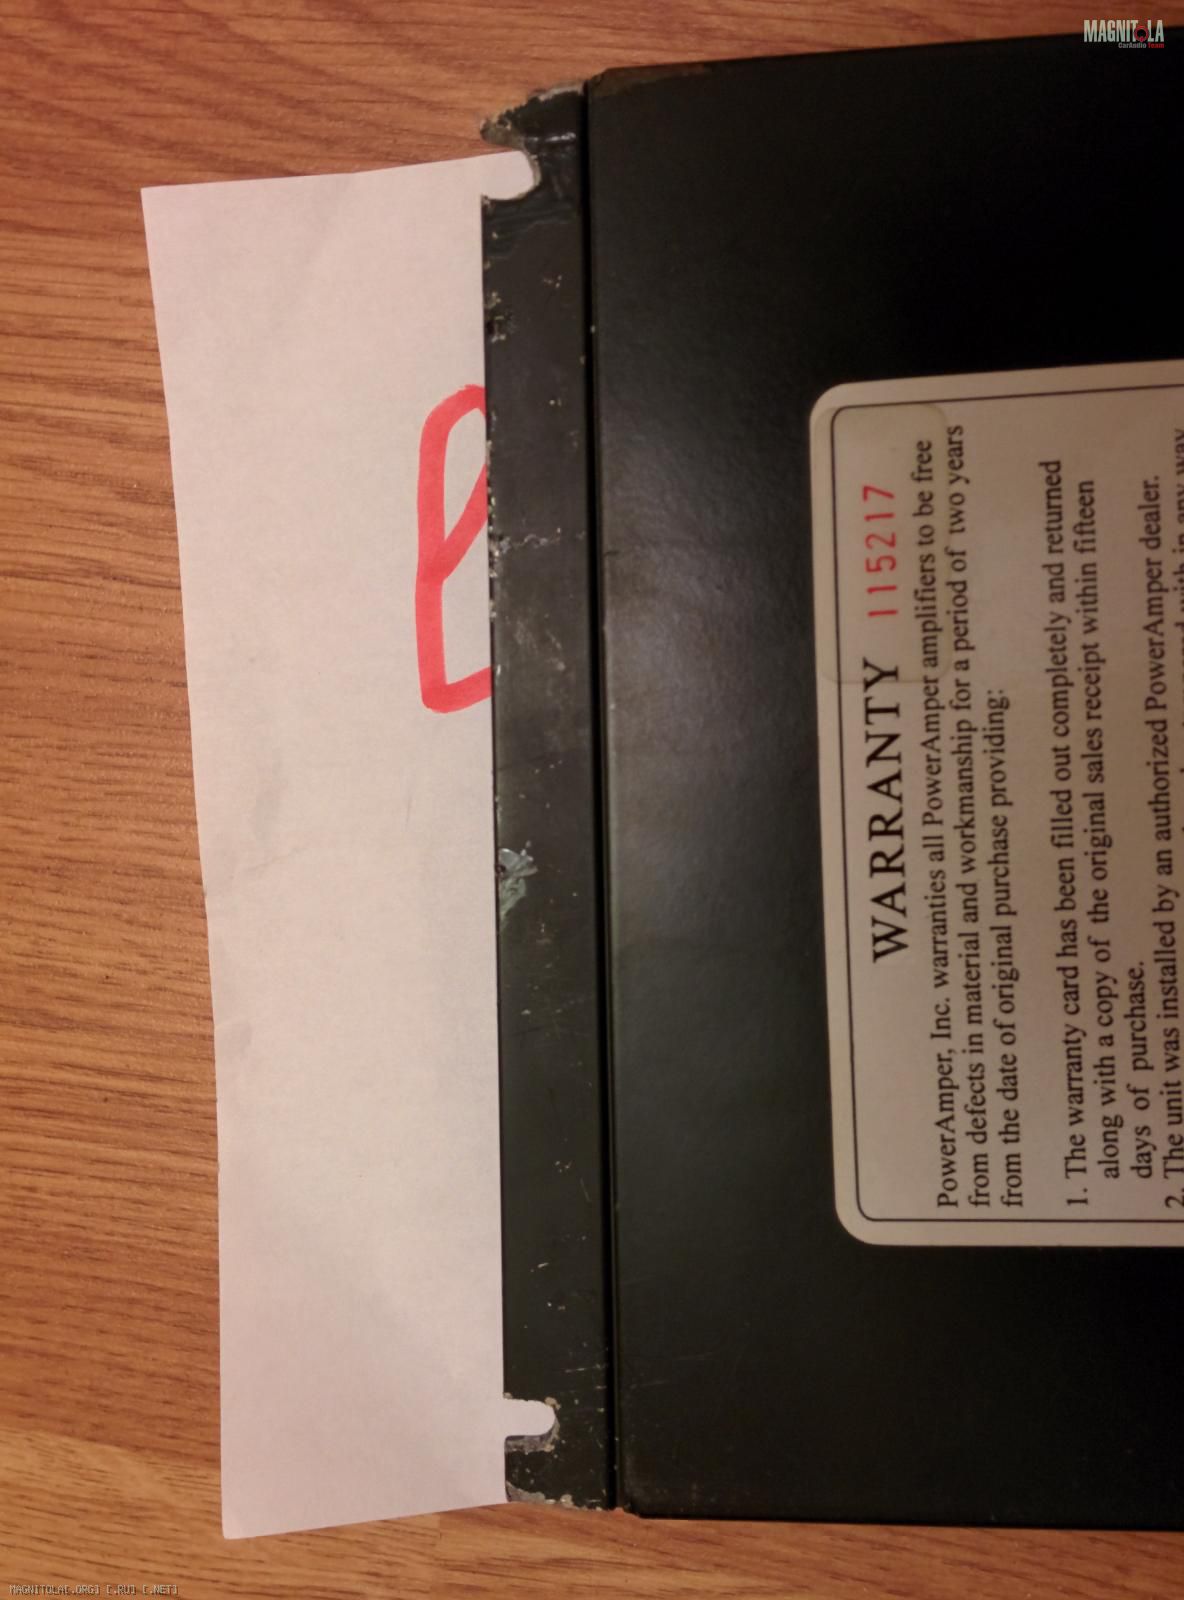 MAGNITOLA
CarAudio Team
WARRANTY 115217
PowerAmper, Inc. warranties all PowerAmper amplifiers to be free
from defects in material and workmanship for a period of two years
from the date of original purchase providing:
1. The warranty card has been filled out completely and returned
along with a copy of the original sales receipt within fifteen
days of purchase.
2. The unit was installed by an authorized PowerAmper dealer.
MAGNITOLA[.ORG] [.RU] [.NET]